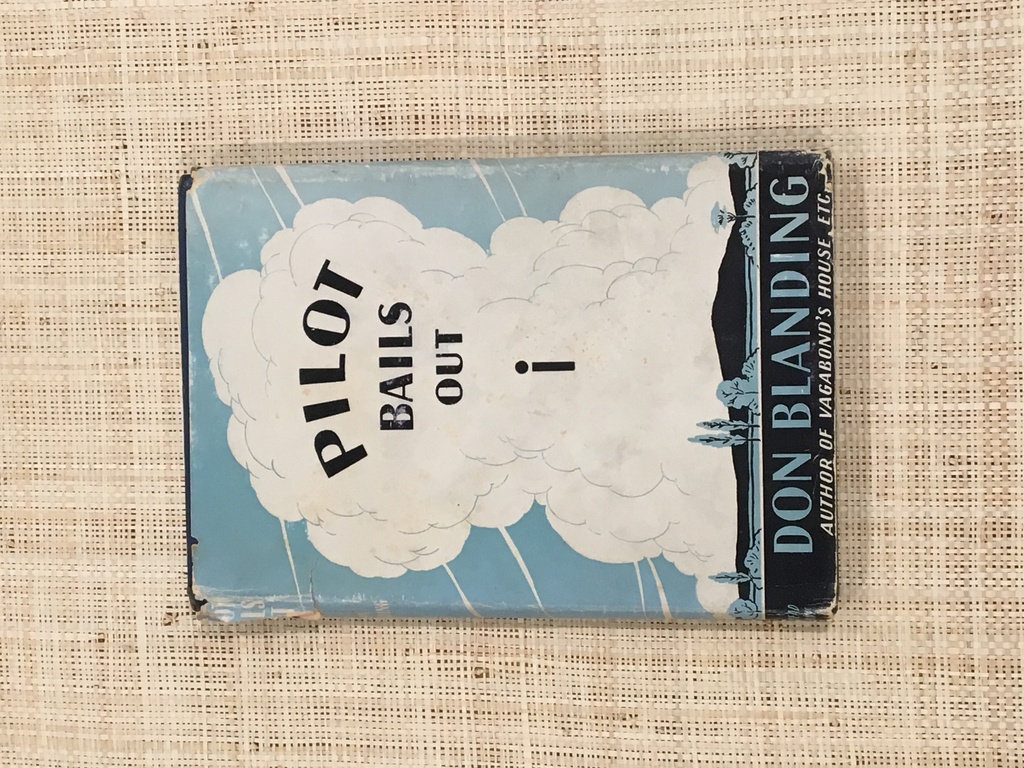 PILOT
BAILS
OUT
DON BLANDING
AUTHOR OF VAGABOND'S HOUSE, ETC.